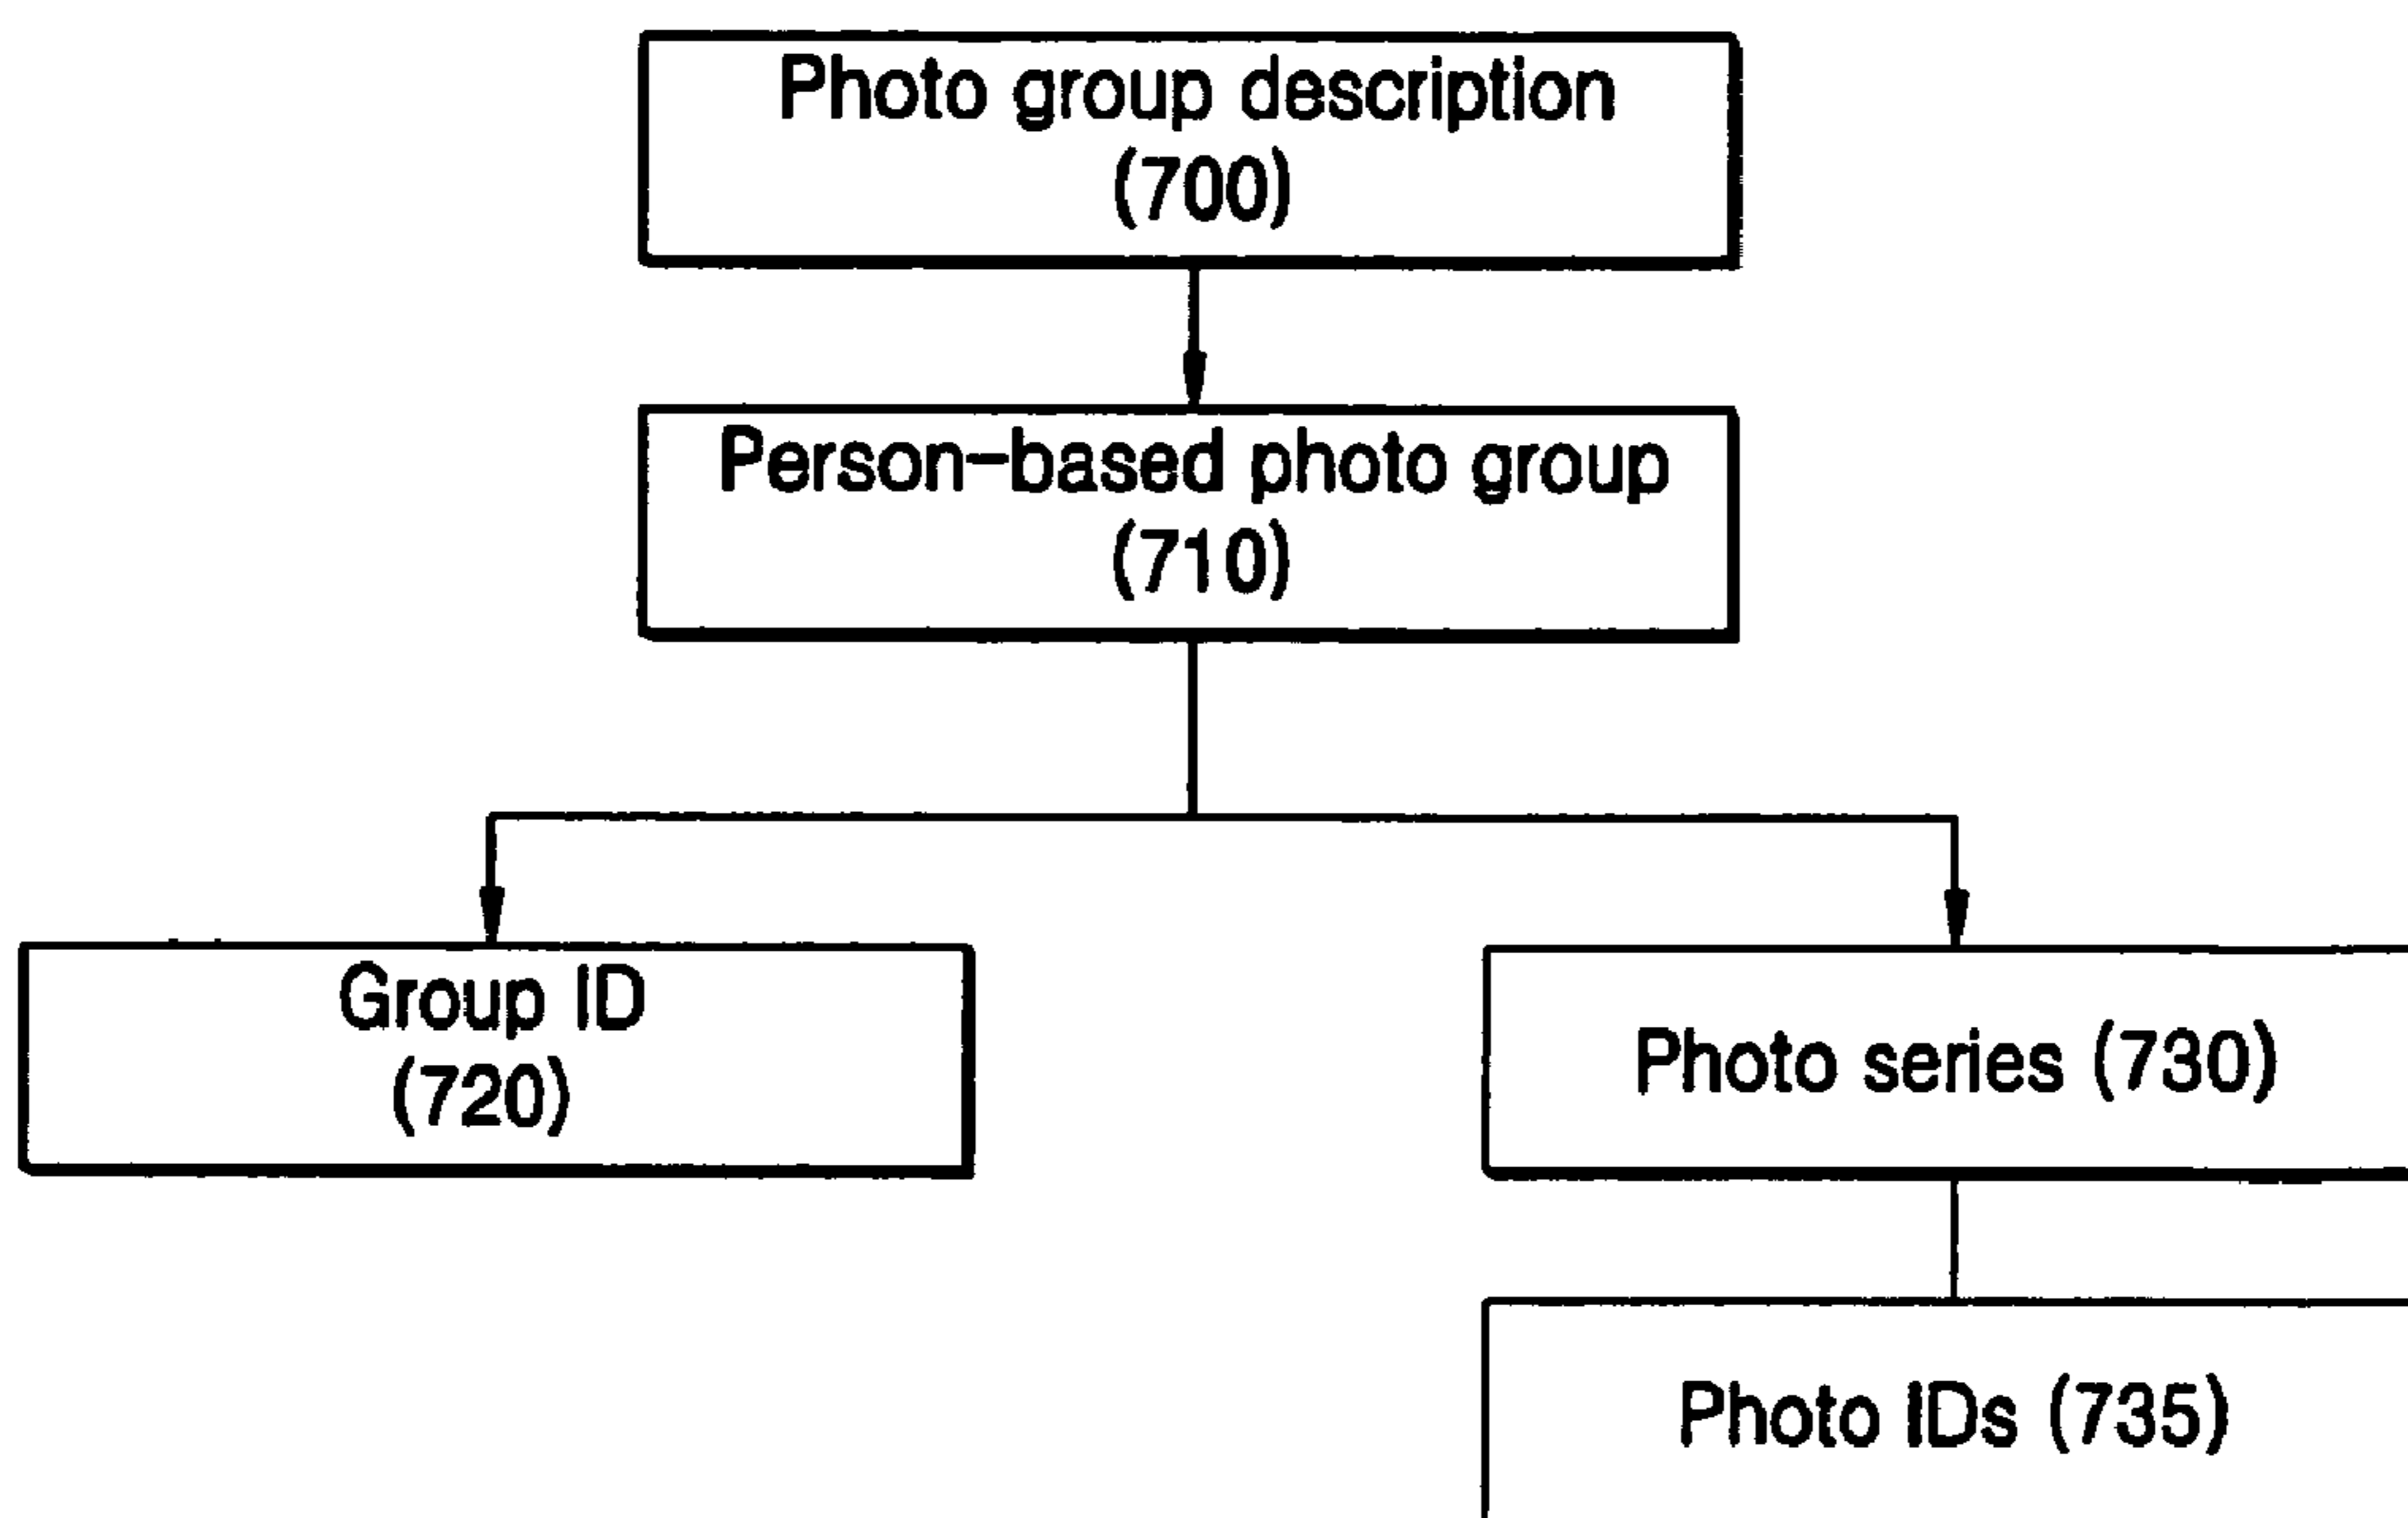 Photo group description
(700)
Person-based photo group
(710)
Group ID
(720)
Photo series (730)
Photo IDs (735)